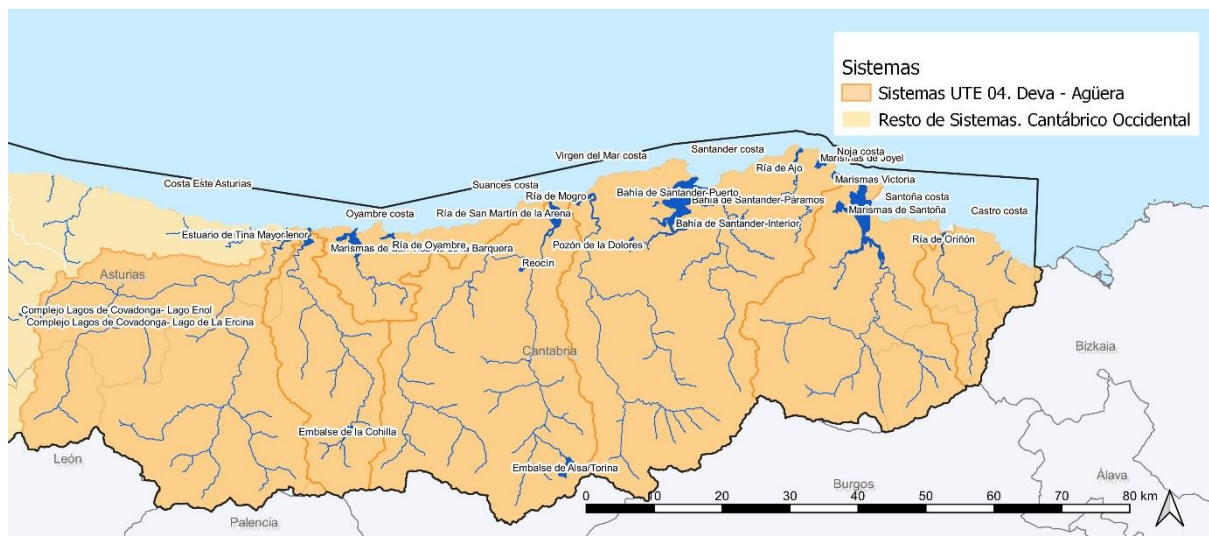 Sistemas
Sistemas UTE 04. Deva - Agüera
Resto de Sistemas. Cantábrico Occidental
Santander costa
Noja costa
Virgen del Mar costa
Marismas de Joyel
Ría de Ajo
Costa Este Asturias
Suances costa
Marismas Victoria
Ría de Mogro
Bahía de Santander-Puerto
Bahía de Santander-Páramos
Santoña costa
Oyambre costa
Ría de San Martín de la Arena
Marismas de Santoña
Castro costa
Bahía de Santander-Interior
Estuario de Tina Mayor
Ría de Oyambre
Pozón de la Dolores
Ría de Oriñón
Marismas de
Barquera
Reocín
Asturias
Complejo Lagos de Covadonga- Lago Enol
Complejo Lagos de Covadonga- Lago de La Ercina
Cantabria
Bizkaia
Embalse de la Cohilla
León
Embalse de Alsa/Torina
Burgos
Álava
Palencia
0 10 20 30 40 50 60 70 80 km